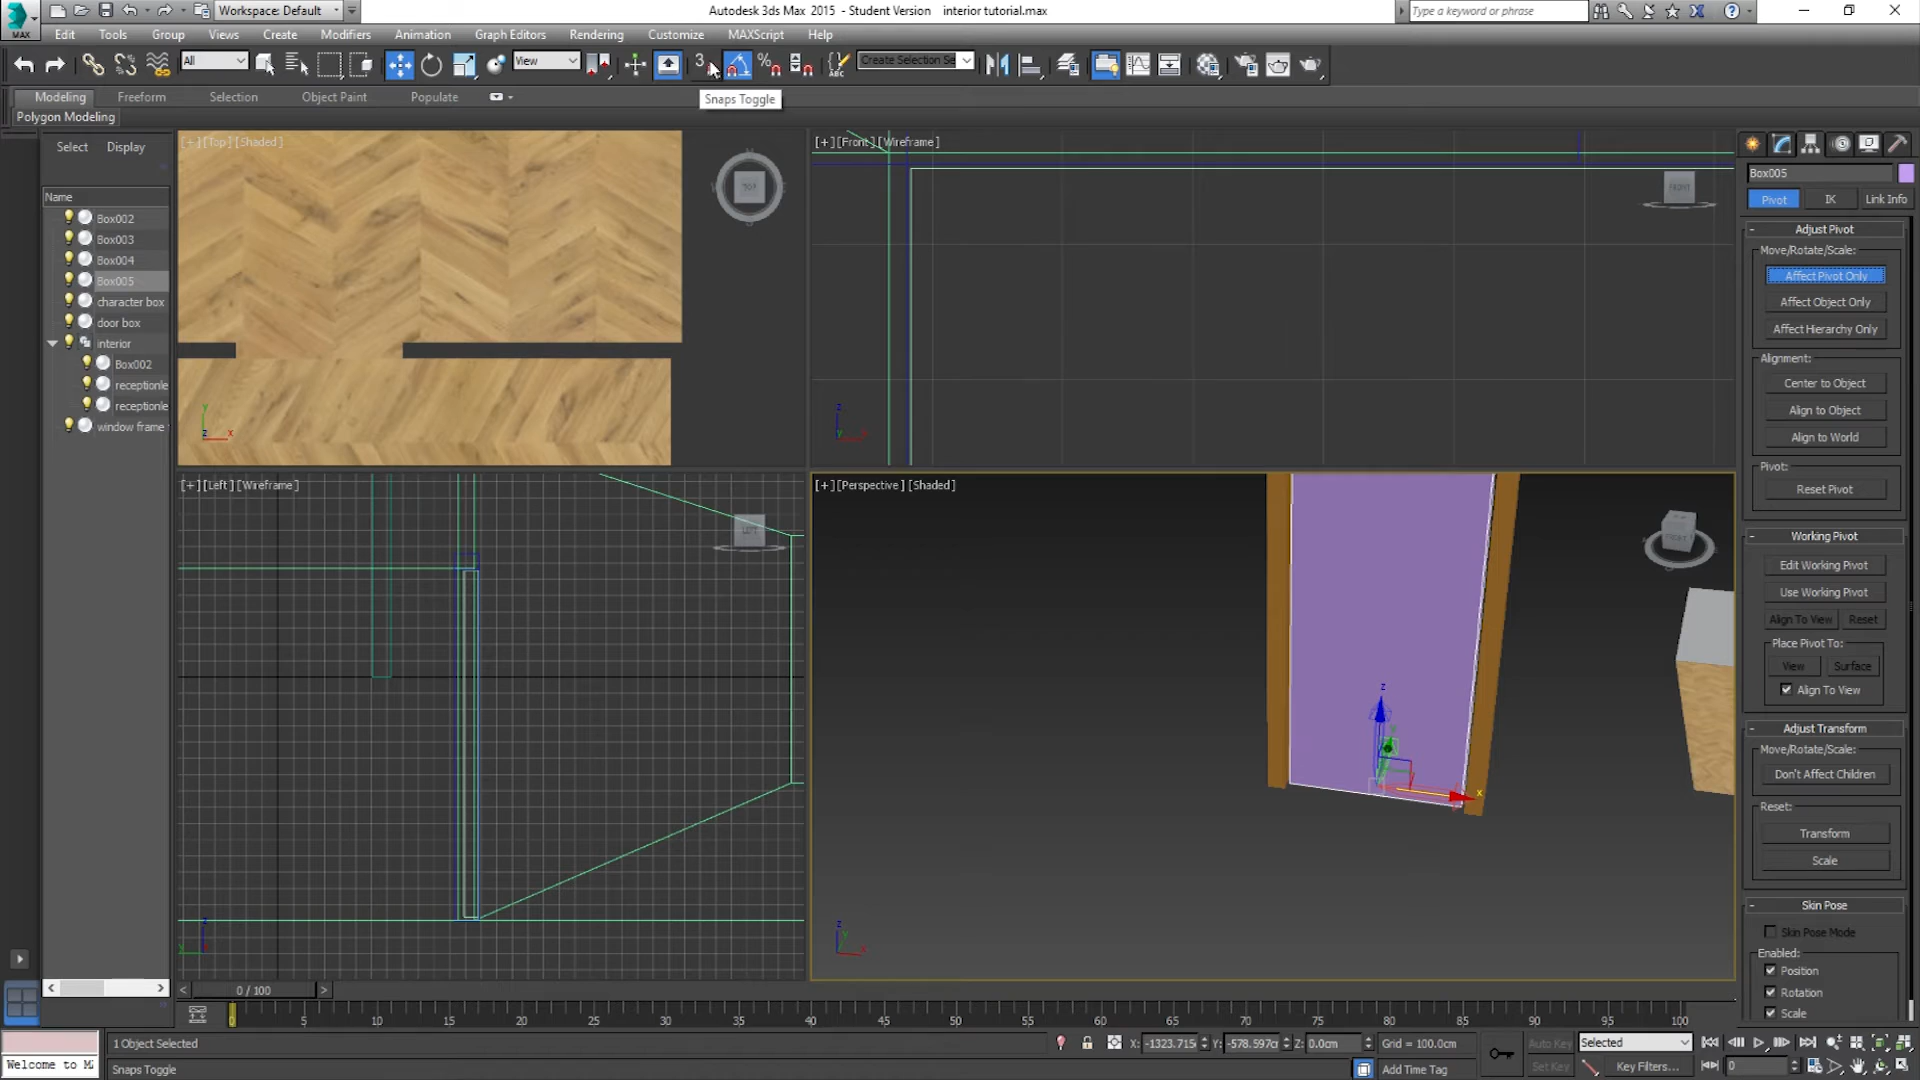 Workspace: Default
Autodesk 3ds Max 2015 - Student Version interior tutorial.max
Type a keyword or phrase
MAX
Edit Tools Group Views Create Modifiers Animation Graph Editors Rendering Customize MAXScript Help
All View 3 Create Selection Se
Modeling Freeform Selection Object Paint Populate
Snaps Toggle
Polygon Modeling
Select Display
Name
Box002
Box003
Box004
Box005
character box
door box
interior
Box002
receptionle
receptionle
window frame
[+] [Top] [Shaded]
TOP
[+] [Front] [Wireframe]
FRONT
[+] [Left] [Wireframe]
LEFT
[+] [Perspective] [Shaded]
z
x
Box005
Pivot IK Link Info
- Adjust Pivot
Move/Rotate/Scale:
Affect Pivot Only
Affect Object Only
Affect Hierarchy Only
Alignment:
Center to Object
Align to Object
Align to World
Pivot:
Reset Pivot
- Working Pivot
Edit Working Pivot
Use Working Pivot
Align To View Reset
Place Pivot To:
View Surface
Align To View
- Adjust Transform
Move/Rotate/Scale:
Don't Affect Children
Reset:
Transform
Scale
- Skin Pose
Skin Pose Mode
Enabled:
Position
Rotation
Scale
< 0 / 100 >
0 5 10 15 20 25 30 35 40 45 50 55 60 65 70 75 80 85 90 95 100
1 Object Selected X: -1323.715 Y: -578.597cr Z: 0.0cm Grid = 100.0cm Auto Key Selected
Welcome to M
Snaps Toggle Add Time Tag Set Key Key Filters... 0